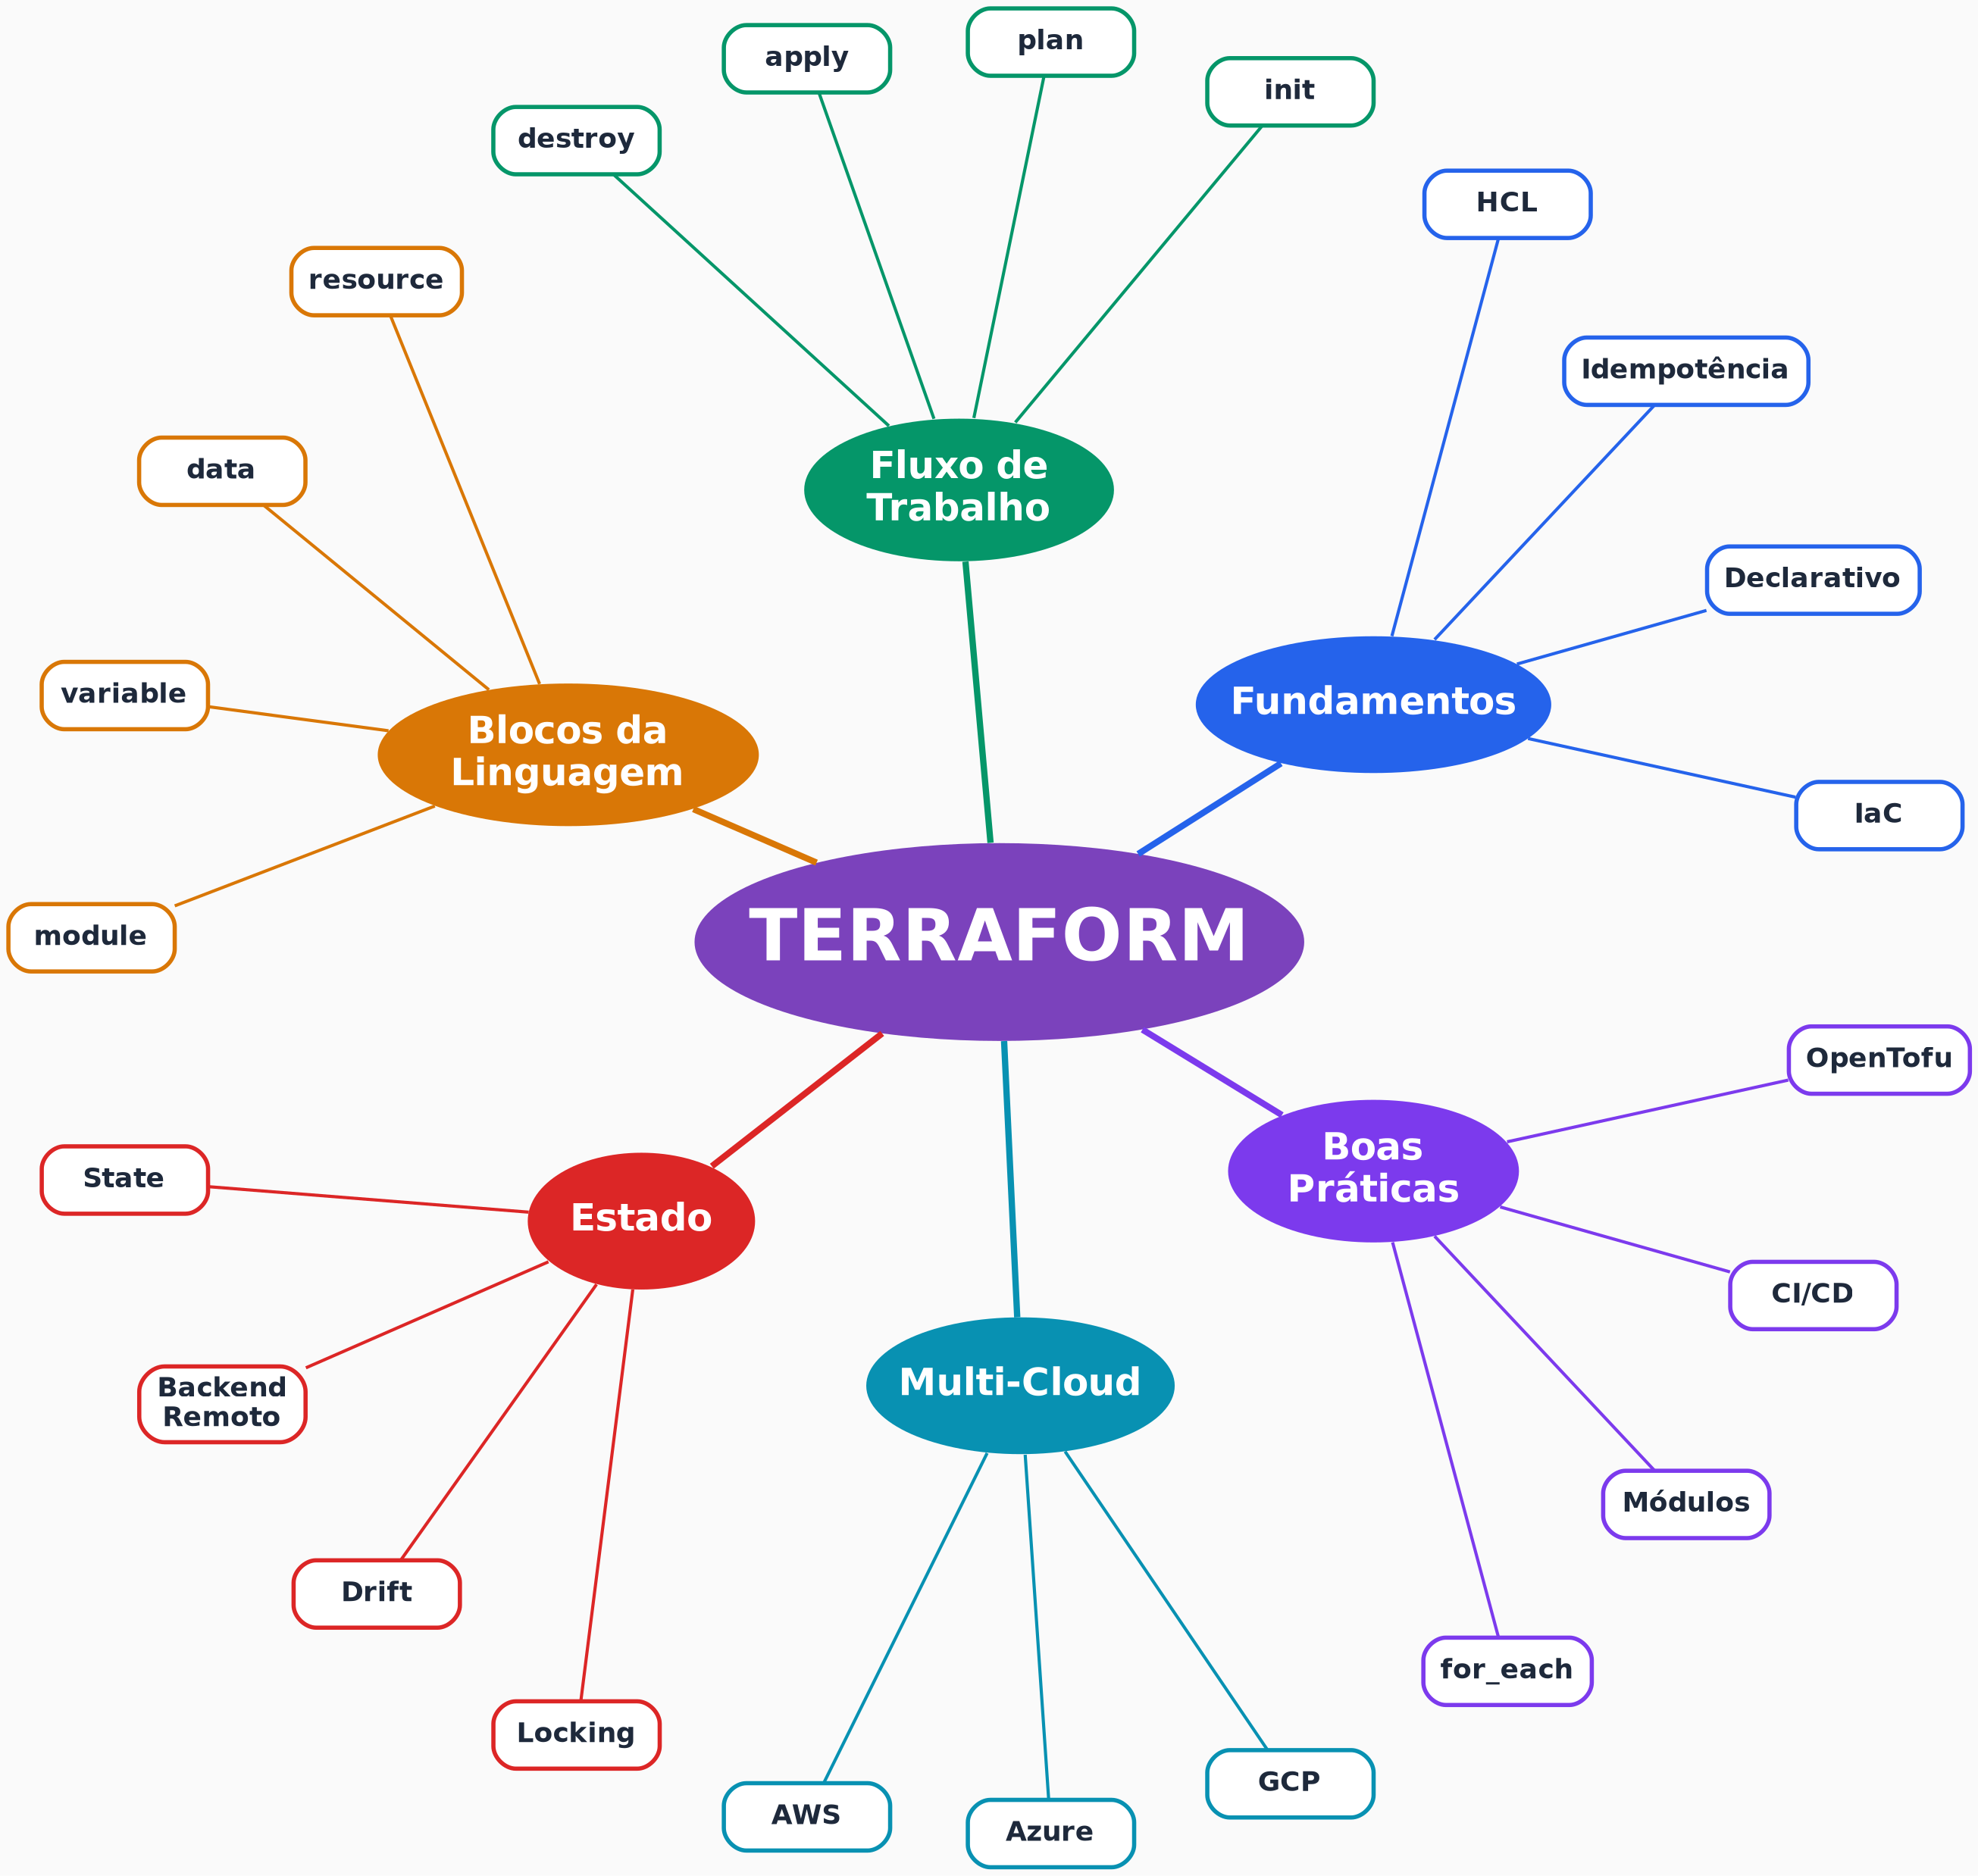 plan
apply
init
destroy
HCL
resource
Idempotência
data
Fluxo de
Trabalho
Declarativo
variable
Fundamentos
Blocos da
Linguagem
IaC
module
TERRAFORM
OpenTofu
Boas
Práticas
State
Estado
CI/CD
Backend
Remoto
Multi-Cloud
Módulos
Drift
for_each
Locking
GCP
AWS
Azure